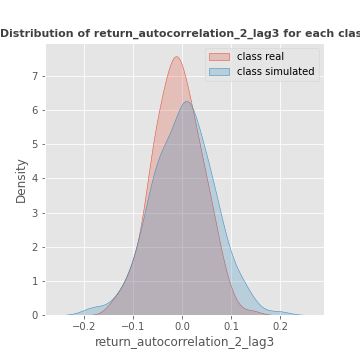 Distribution of return_autocorrelation_2_lag3 for each clas
class real
class simulated
7
6
5
4
3
2
1
0
Density
−0.2 −0.1 0.0 0.1 0.2
return_autocorrelation_2_lag3